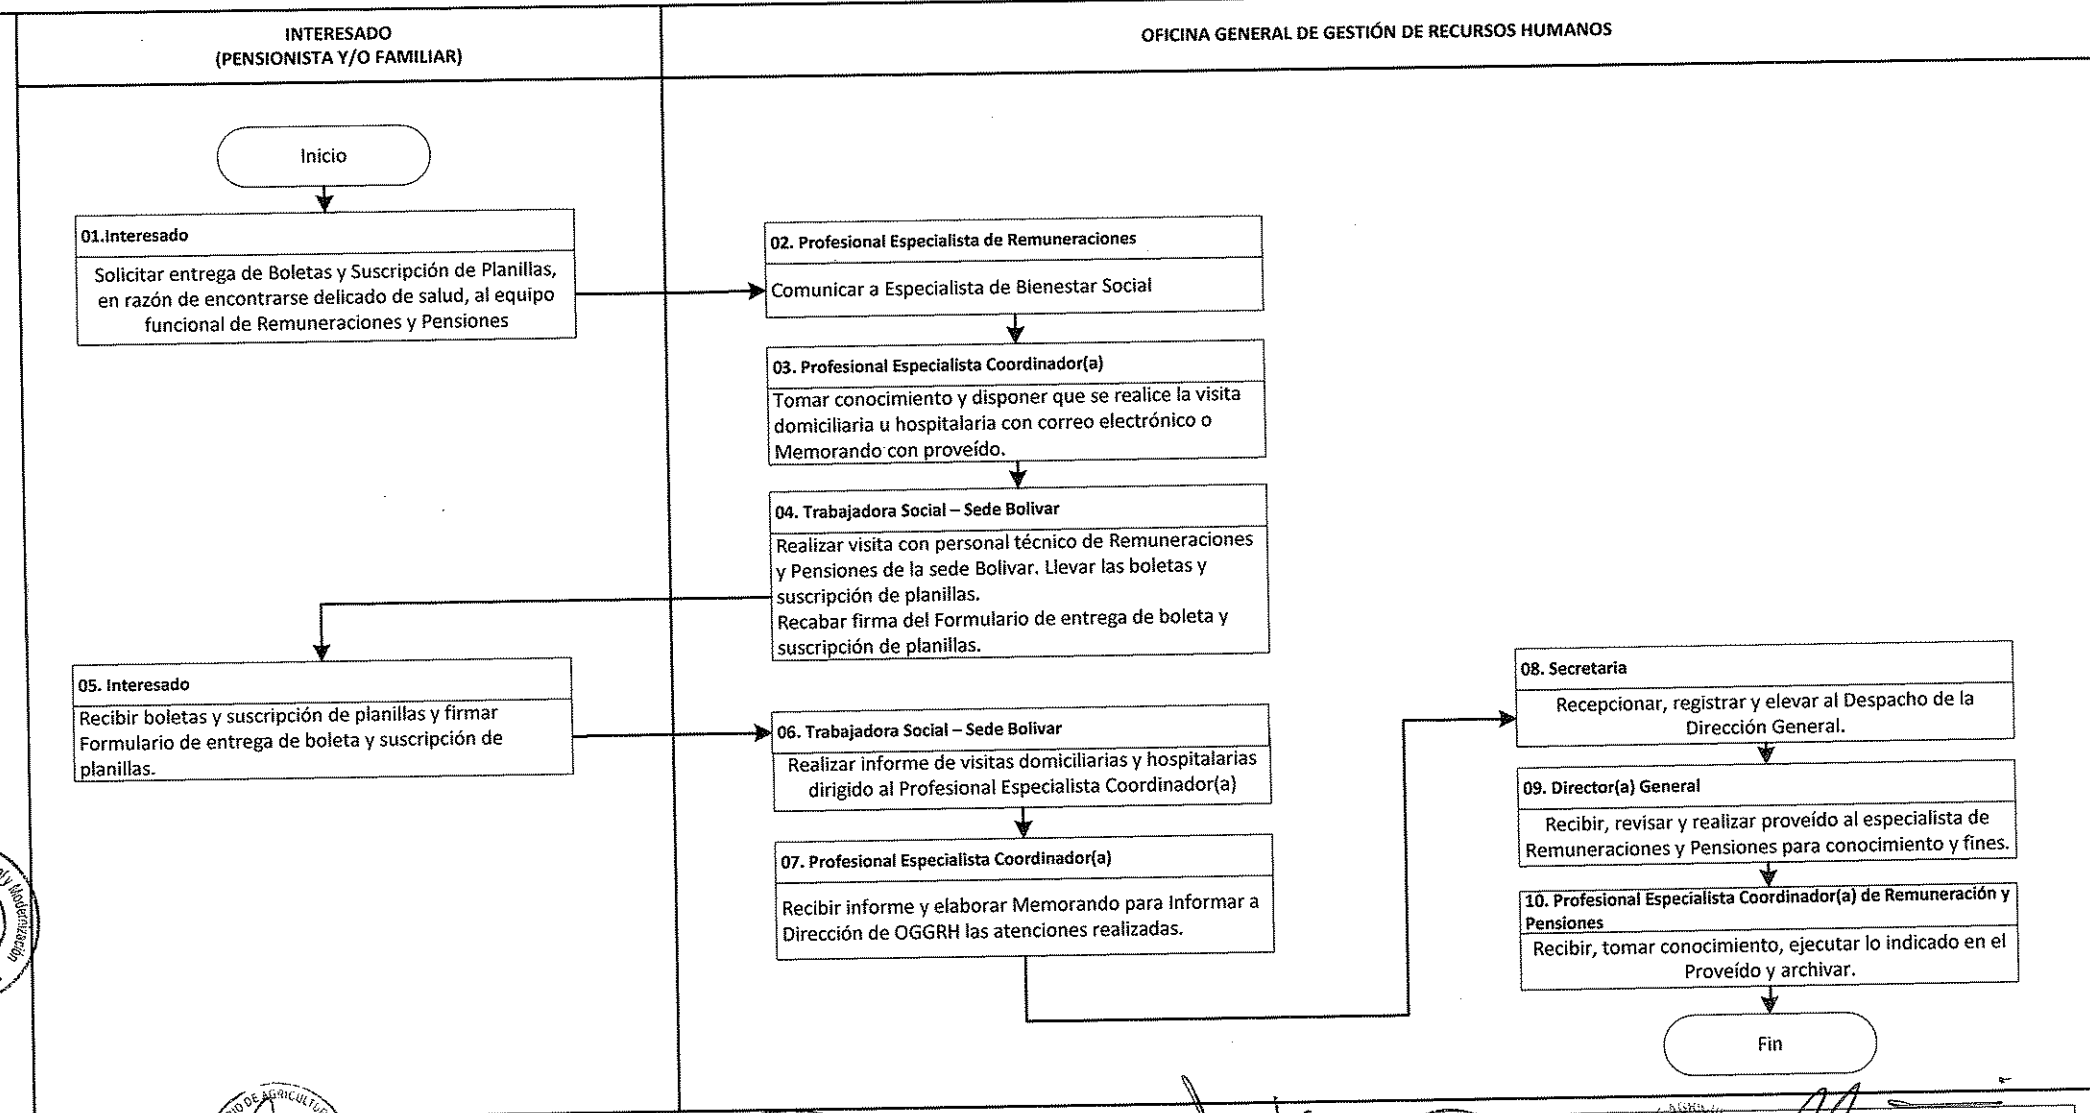 INTERESADO
(PENSIONISTA Y/O FAMILIAR)
OFICINA GENERAL DE GESTIÓN DE RECURSOS HUMANOS
Inicio
01.Interesado
Solicitar entrega de Boletas y Suscripción de Planillas,
en razón de encontrarse delicado de salud, al equipo
funcional de Remuneraciones y Pensiones
02. Profesional Especialista de Remuneraciones
Comunicar a Especialista de Bienestar Social
03. Profesional Especialista Coordinador(a)
Tomar conocimiento y disponer que se realice la visita
domiciliaria u hospitalaria con correo electrónico o
Memorando con proveído.
04. Trabajadora Social – Sede Bolivar
Realizar visita con personal técnico de Remuneraciones
y Pensiones de la sede Bolivar. Llevar las boletas y
suscripción de planillas.
Recabar firma del Formulario de entrega de boleta y
suscripción de planillas.
05. Interesado
Recibir boletas y suscripción de planillas y firmar
Formulario de entrega de boleta y suscripción de
planillas.
06. Trabajadora Social – Sede Bolivar
Realizar informe de visitas domiciliarias y hospitalarias
dirigido al Profesional Especialista Coordinador(a)
07. Profesional Especialista Coordinador(a)
Recibir informe y elaborar Memorando para Informar a
Dirección de OGGRH las atenciones realizadas.
08. Secretaria
Recepcionar, registrar y elevar al Despacho de la
Dirección General.
09. Director(a) General
Recibir, revisar y realizar proveído al especialista de
Remuneraciones y Pensiones para conocimiento y fines.
10. Profesional Especialista Coordinador(a) de Remuneración y
Pensiones
Recibir, tomar conocimiento, ejecutar lo indicado en el
Proveído y archivar.
Fin
y Modernización
DE AGRICULTU